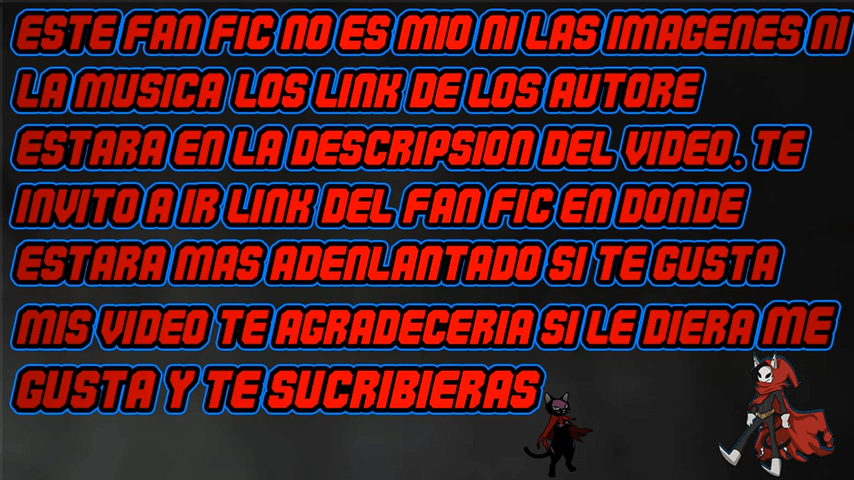 ESTE FAN FIC NO ES MIO NI LAS IMAGENES NI
LA MUSICA LOS LINK DE LOS AUTORE
ESTARA EN LA DESCRIPSION DEL VIDEO. TE
INVITO A IR LINK DEL FAN FIC EN DONDE
ESTARA MAS ADENLANTADO SI TE GUSTA
MIS VIDEO TE AGRADECERIA SI LE DIERA ME
GUSTA Y TE SUCRIBIERAS